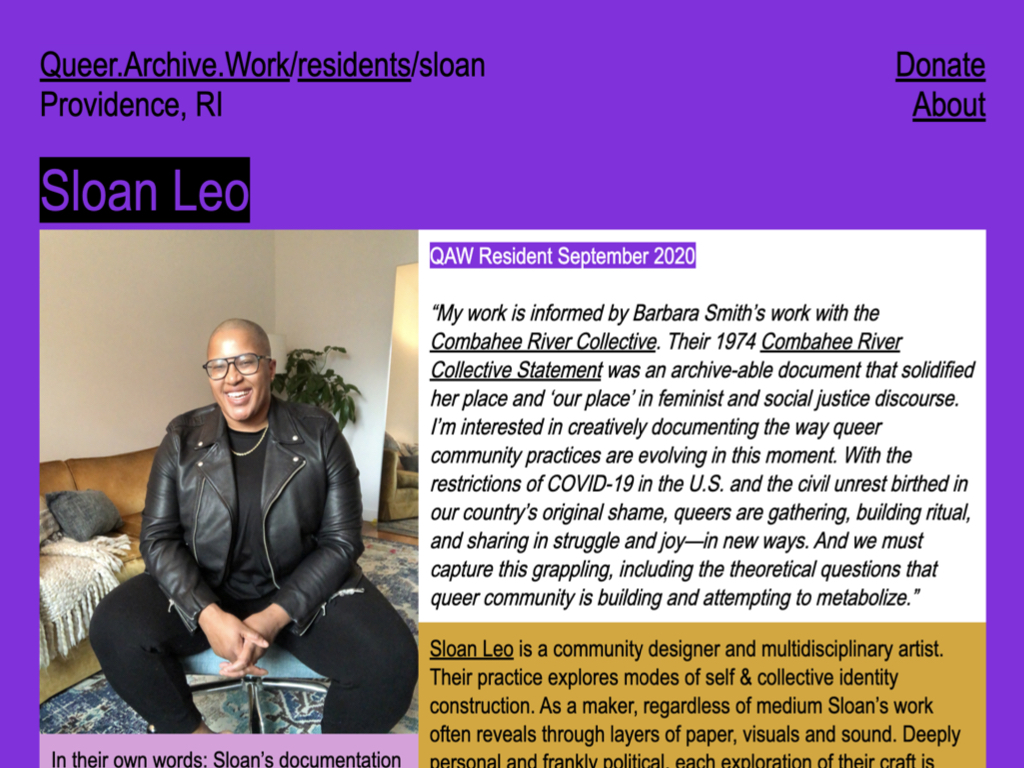 Queer.Archive.Work/residents/sloan
Providence, RI
Donate
About
Sloan Leo
QAW Resident September 2020
“My work is informed by Barbara Smith’s work with the
Combahee River Collective. Their 1974 Combahee River
Collective Statement was an archive-able document that solidified
her place and ‘our place’ in feminist and social justice discourse.
I’m interested in creatively documenting the way queer
community practices are evolving in this moment. With the
restrictions of COVID-19 in the U.S. and the civil unrest birthed in
our country’s original shame, queers are gathering, building ritual,
and sharing in struggle and joy—in new ways. And we must
capture this grappling, including the theoretical questions that
queer community is building and attempting to metabolize.”
Sloan Leo is a community designer and multidisciplinary artist.
Their practice explores modes of self & collective identity
construction. As a maker, regardless of medium Sloan’s work
often reveals through layers of paper, visuals and sound. Deeply
personal and frankly political, each exploration of their craft is
In their own words: Sloan’s documentation